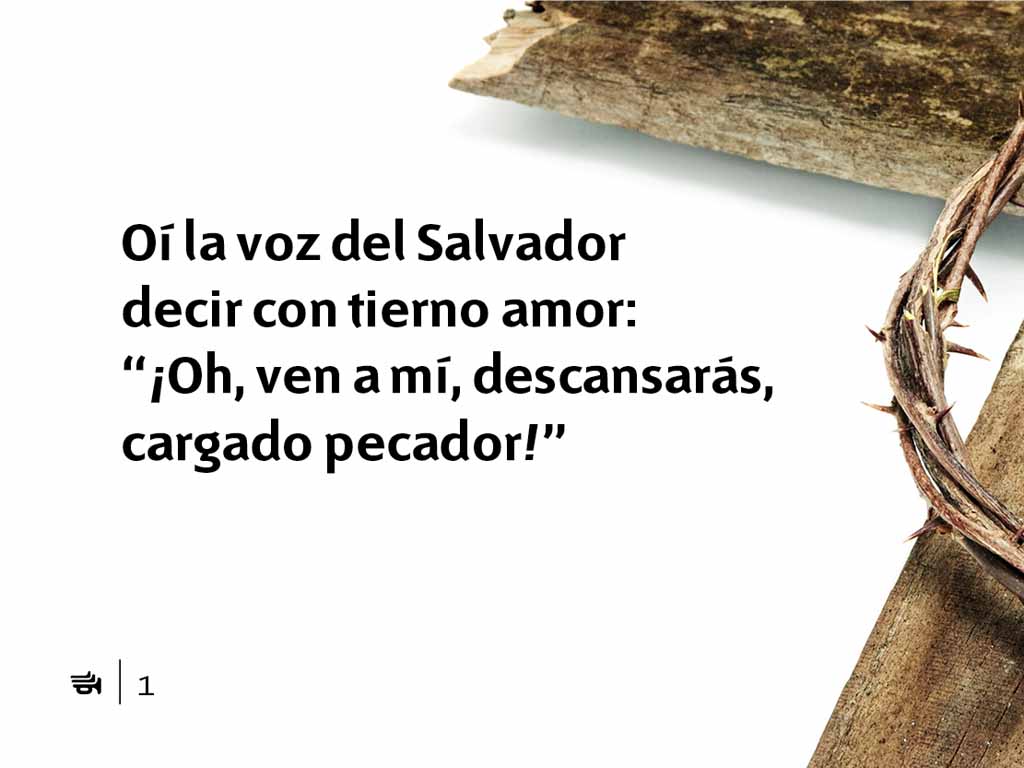 Oí la voz del Salvador
decir con tierno amor:
“¡Oh, ven a mí, descansarás,
cargado pecador!”
1